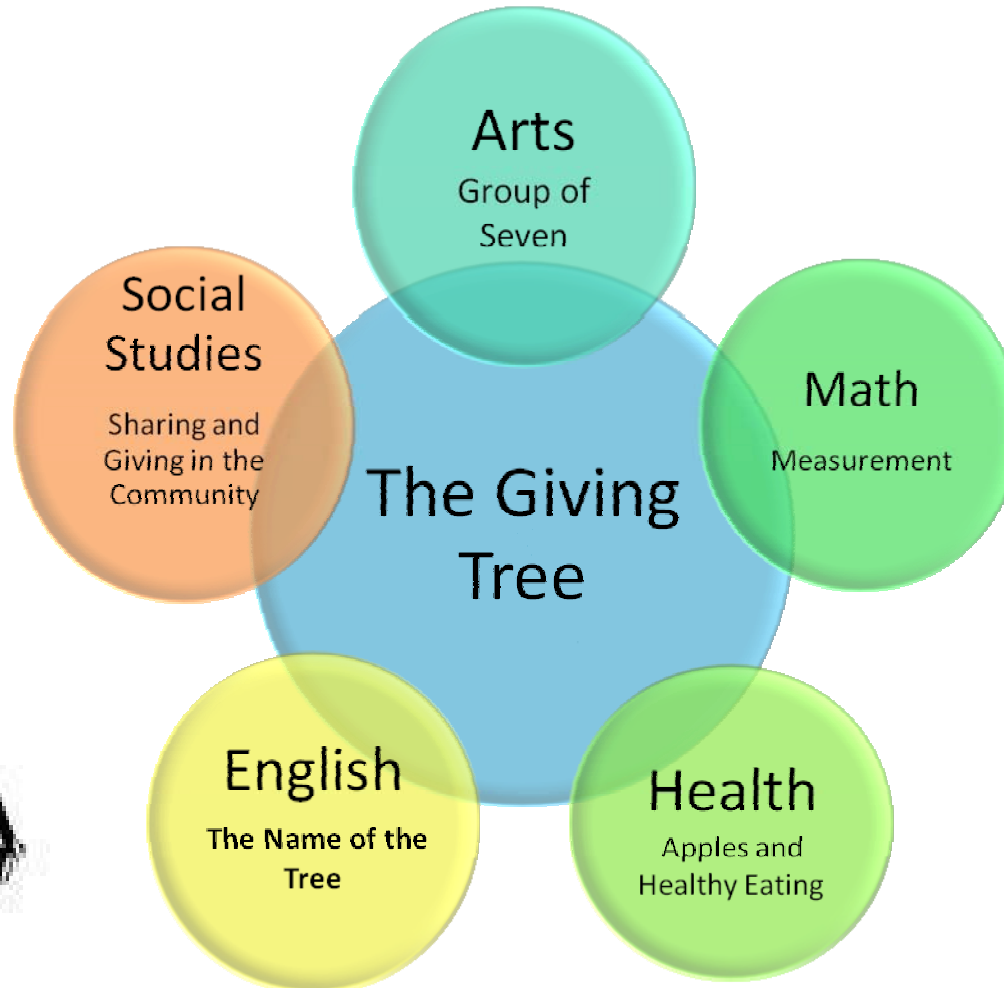 Arts
Group of
Seven
Social
Studies
Sharing and
Giving in the
Community
Math
Measurement
The Giving
Tree
English
The Name of the
Tree
Health
Apples and
Healthy Eating